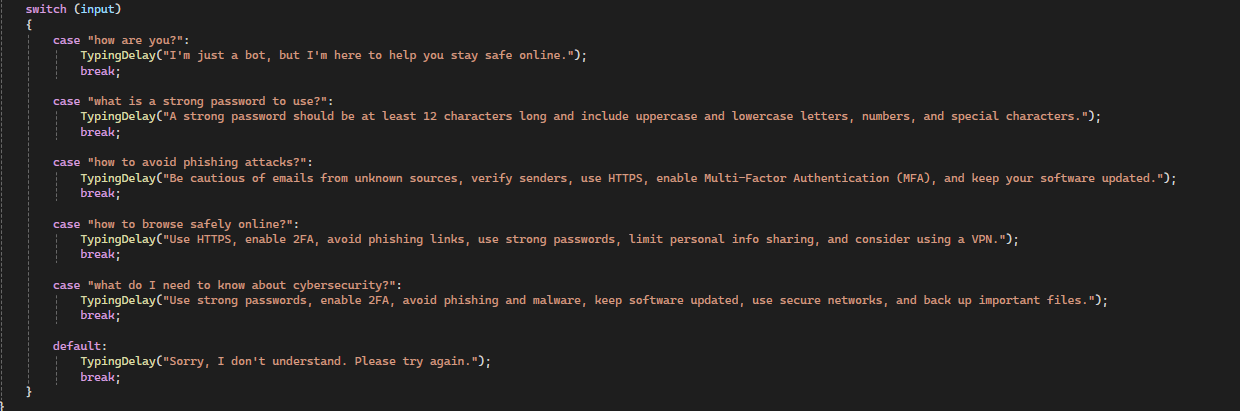 switch (input)
{
case "how are you?":
TypingDelay("I'm just a bot, but I'm here to help you stay safe online.");
break;
case "what is a strong password to use?":
TypingDelay("A strong password should be at least 12 characters long and include uppercase and lowercase letters, numbers, and special characters.");
break;
case "how to avoid phishing attacks?":
TypingDelay("Be cautious of emails from unknown sources, verify senders, use HTTPS, enable Multi-Factor Authentication (MFA), and keep your software updated.");
break;
case "how to browse safely online?":
TypingDelay("Use HTTPS, enable 2FA, avoid phishing links, use strong passwords, limit personal info sharing, and consider using a VPN.");
break;
case "what do I need to know about cybersecurity?":
TypingDelay("Use strong passwords, enable 2FA, avoid phishing and malware, keep software updated, use secure networks, and back up important files.");
break;
default:
TypingDelay("Sorry, I don't understand. Please try again.");
break;
}
}